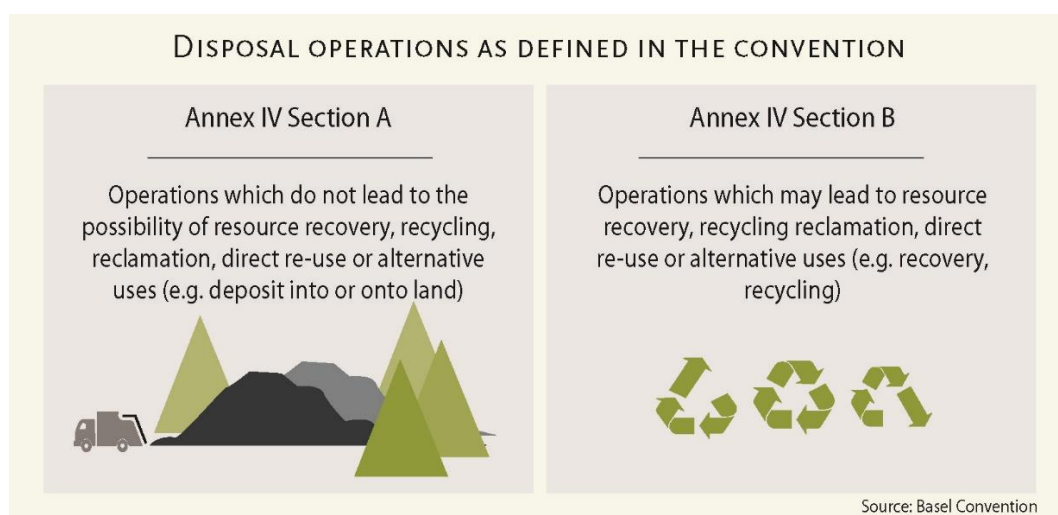 DISPOSAL OPERATIONS AS DEFINED IN THE CONVENTION
Annex IV Section A
Operations which do not lead to the
possibility of resource recovery, recycling,
reclamation, direct re-use or alternative
uses (e.g. deposit into or onto land)
Annex IV Section B
Operations which may lead to resource
recovery, recycling reclamation, direct
re-use or alternative uses (e.g. recovery,
recycling)
Source: Basel Convention